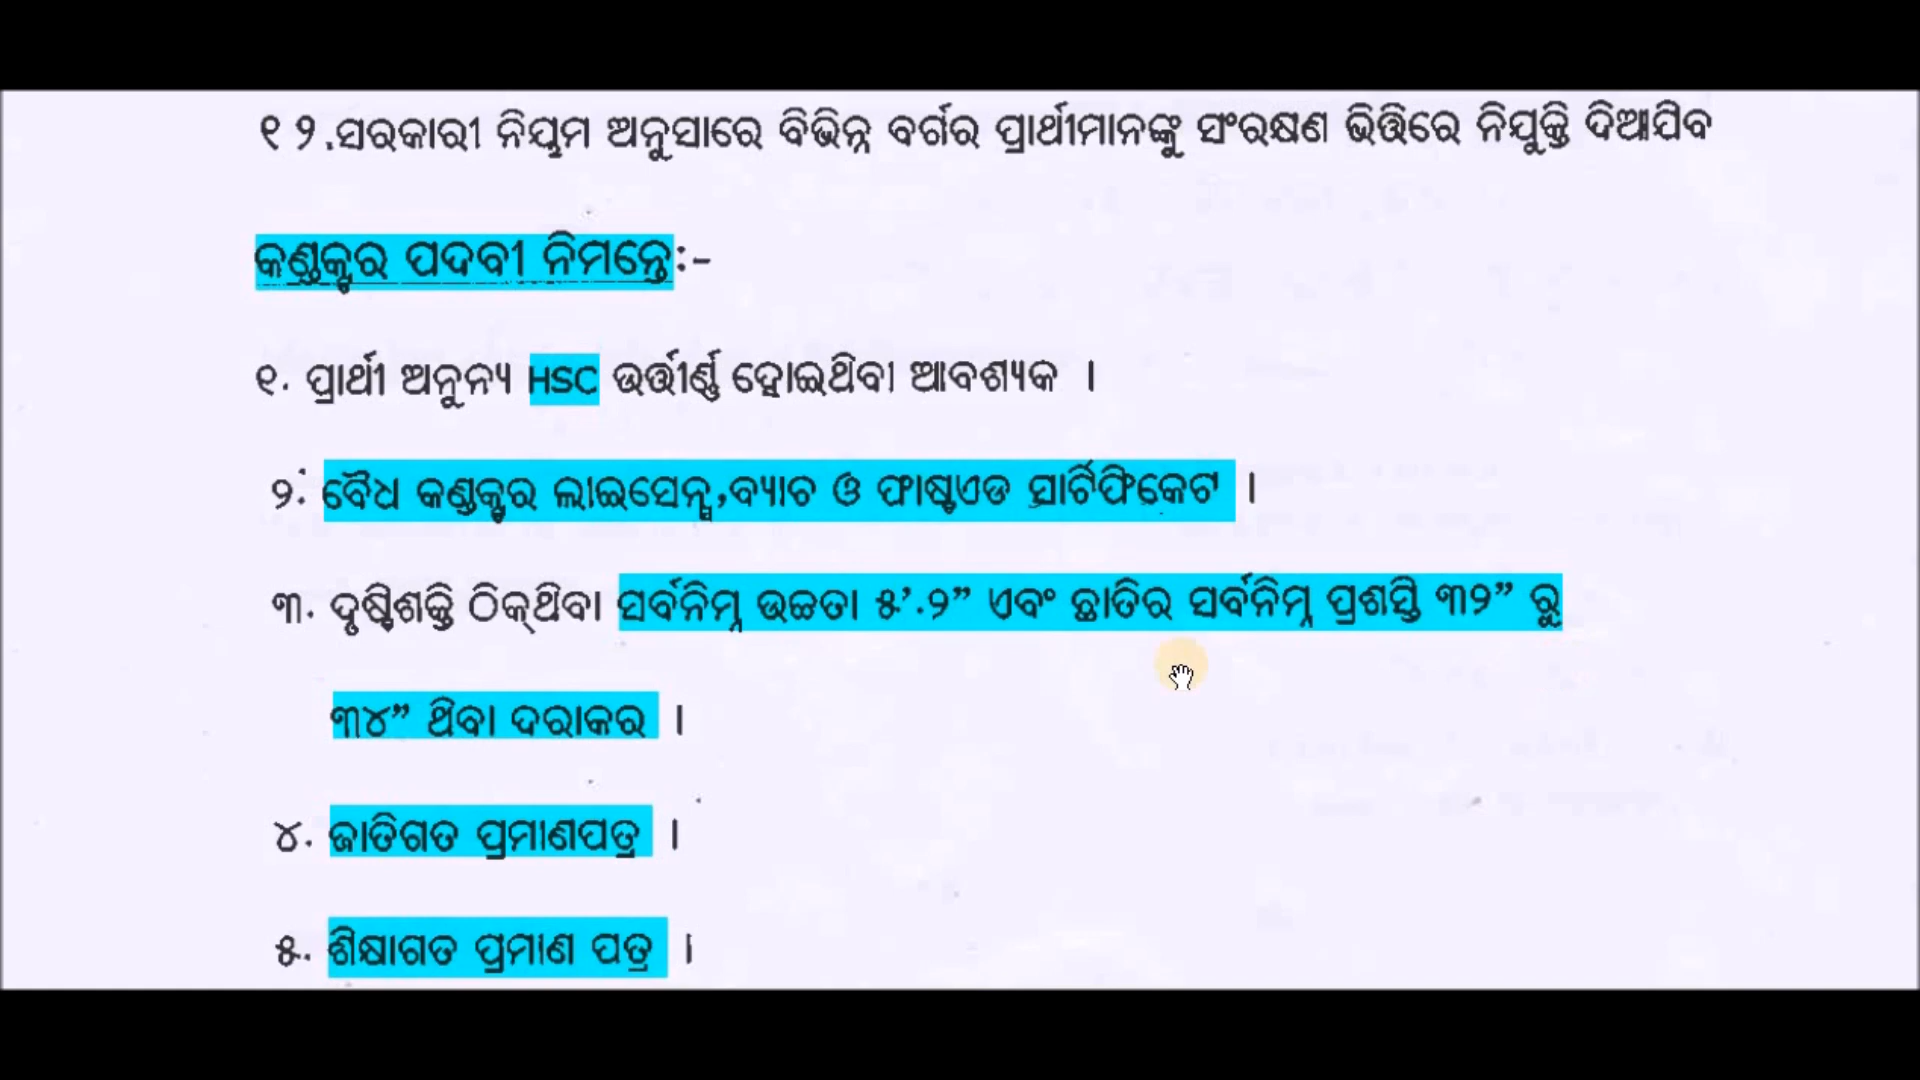 ୧୨.ସରକାରୀ ନିୟମ ଅନୁସାରେ ବିଭିନ୍ନ ବର୍ଗର ପ୍ରାର୍ଥୀମାନଙ୍କୁ ସଂରକ୍ଷଣ ଭିତ୍ତିରେ ନିଯୁକ୍ତି ଦିଆଯିବ
କଣ୍ଡକ୍ଟର ପଦବୀ ନିମନ୍ତେ:-
୧. ପ୍ରାର୍ଥୀ ଅନୁନ୍ୟ HSC ଉର୍ତ୍ତୀର୍ଣ୍ଣ ହୋଇଥିବା ଆବଶ୍ୟକ ।
୨. ବୈଧ କଣ୍ଡକ୍ଟର ଲାଇସେନ୍ସ,ବ୍ୟାଚ ଓ ଫାଷ୍ଟଏଡ ସାର୍ଟିଫିକେଟ ।
୩. ଦୃଷ୍ଟିଶକ୍ତି ଠିକ୍‌ଥିବା ସର୍ବନିମ୍ନ ଉଚ୍ଚତା ୫’.୨” ଏବଂ ଛାତିର ସର୍ବନିମ୍ନ ପ୍ରଶସ୍ତି ୩୨” ରୁ
୩୪” ଥିବା ଦରାକର ।
୪. ଜାତିଗତ ପ୍ରମାଣପତ୍ର ।
୫. ଶିକ୍ଷାଗତ ପ୍ରମାଣ ପତ୍ର ।